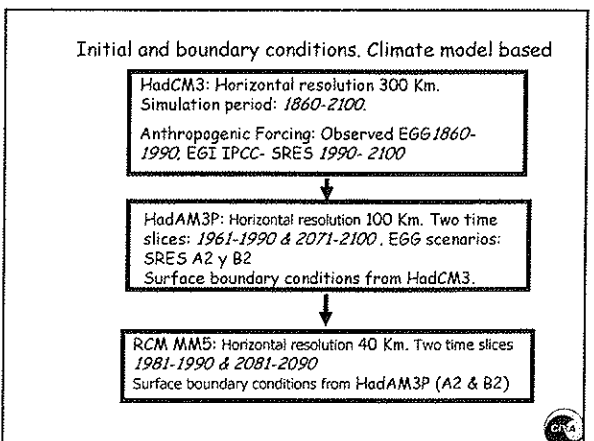 Initial and boundary conditions. Climate model based
HadCM3: Horizontal resolution 300 Km.
Simulation period: 1860-2100.
Anthropogenic Forcing: Observed EGG 1860-
1990, EGI IPCC- SRES 1990- 2100
HadAM3P: Horizontal resolution 100 Km. Two time
slices: 1961-1990 & 2071-2100. EGG scenarios:
SRES A2 y B2
Surface boundary conditions from HadCM3.
RCM MM5: Horizontal resolution 40 Km. Two time slices
1981-1990 & 2081-2090
Surface boundary conditions from HadAM3P (A2 & B2)